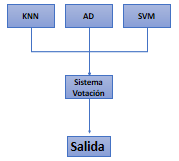 KNN AD SVM
Sistema
Votación
Salida